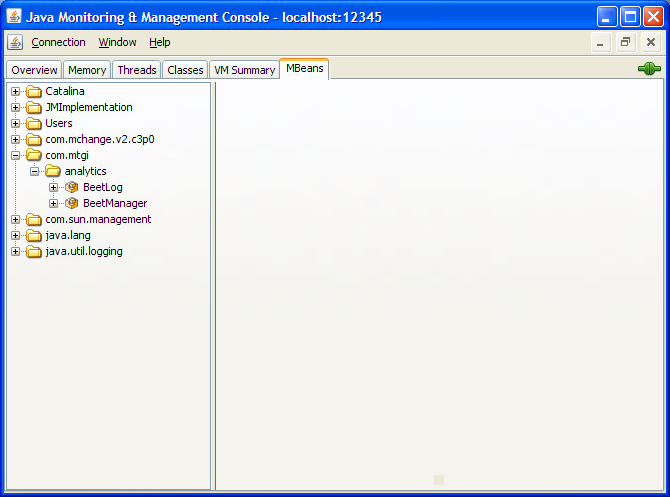 Java Monitoring & Management Console - localhost:12345
Connection Window Help
Overview Memory Threads Classes VM Summary MBeans
Catalina
JMImplementation
Users
com.mchange.v2.c3p0
com.mtgi
analytics
BeetLog
BeetManager
com.sun.management
java.lang
java.util.logging